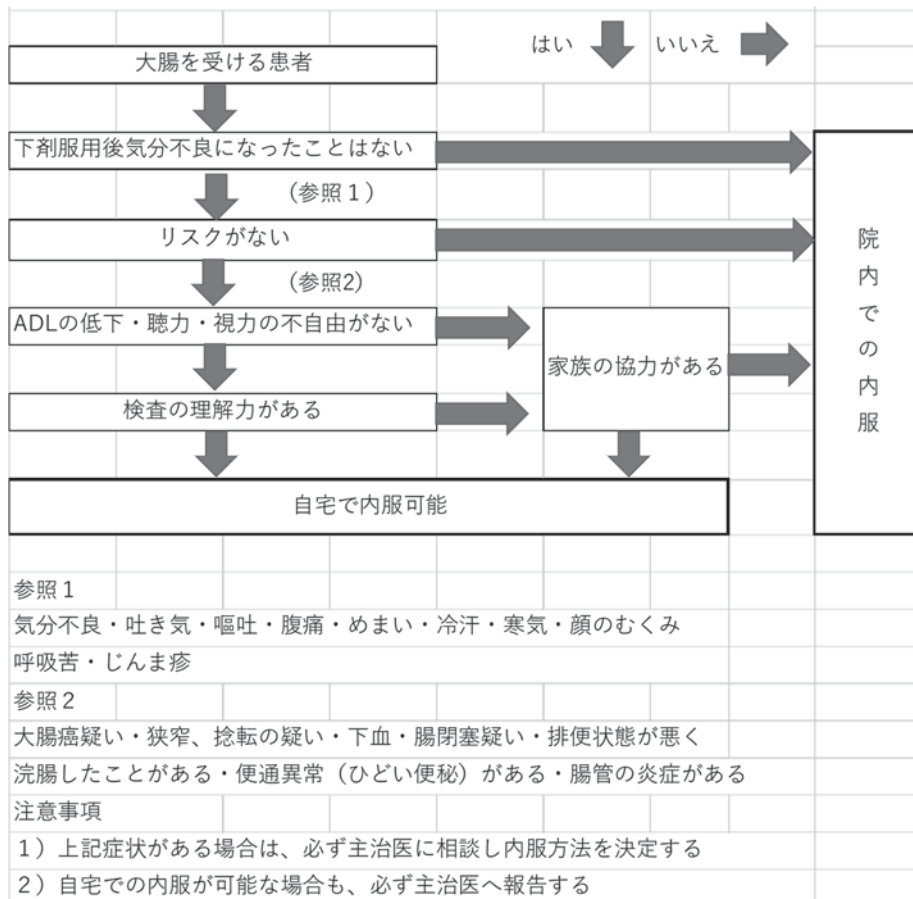 はい いいえ
大腸を受ける患者
下剤服用後気分不良になったことはない
(参照１)
リスクがない
(参照2)
ADLの低下・聴力・視力の不自由がない
家族の協力がある
検査の理解力がある
自宅で内服可能
院内での内服
参照１
気分不良・吐き気・嘔吐・腹痛・めまい・冷汗・寒気・顔のむくみ
呼吸苦・じんま疹
参照２
大腸癌疑い・狭窄、捻転の疑い・下血・腸閉塞疑い・排便状態が悪く
浣腸したことがある・便通異常（ひどい便秘）がある・腸管の炎症がある
注意事項
１）上記症状がある場合は、必ず主治医に相談し内服方法を決定する
２）自宅での内服が可能な場合も、必ず主治医へ報告する